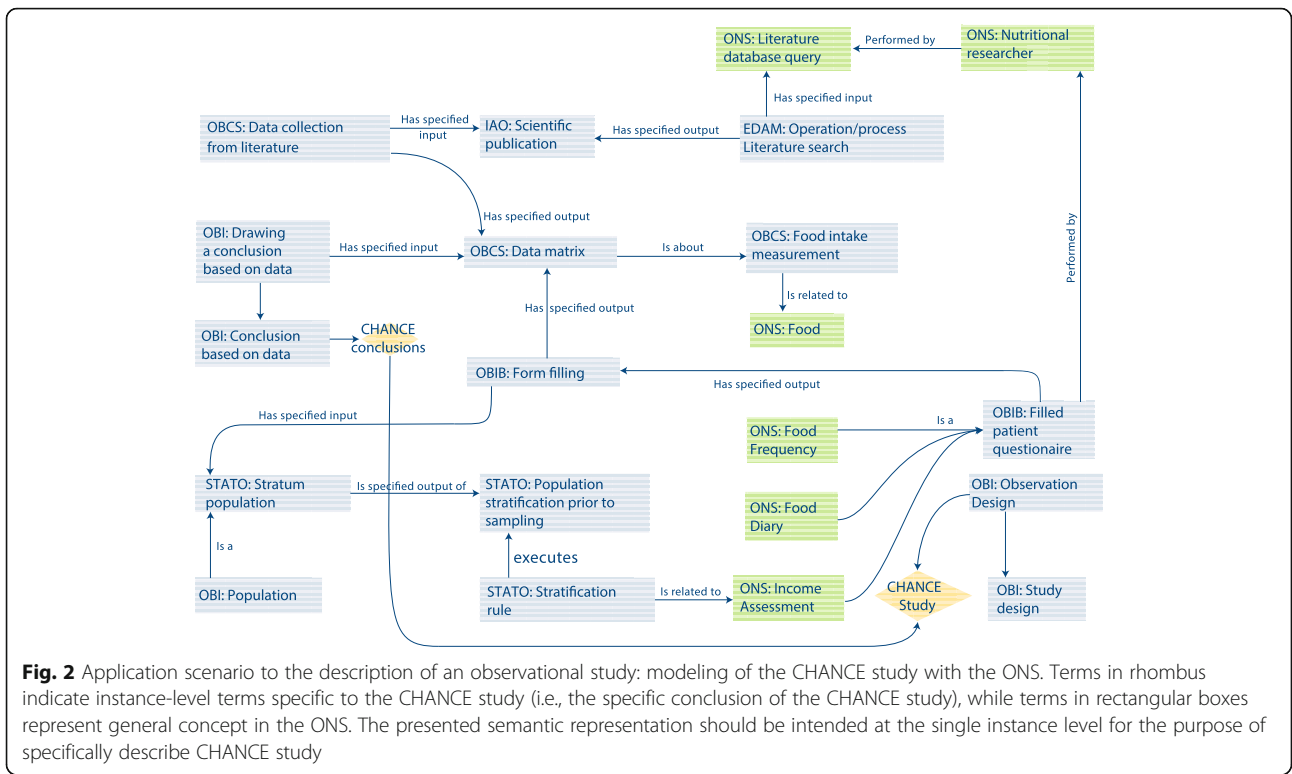 ONS: Literature
database query
Performed by
ONS: Nutritional
researcher
Has specified input
OBCS: Data collection
from literature
Has specified
input
IAO: Scientific
publication
Has specified output
EDAM: Operation/process
Literature search
Has specified output
OBI: Drawing
a conclusion
based on data
Has specified input
OBCS: Data matrix
Is about
OBCS: Food intake
measurement
Performed by
Is related to
Has specified output
ONS: Food
OBI: Conclusion
based on data
CHANCE
conclusions
OBIB: Form filling
Has specified output
Has specified input
ONS: Food
Frequency
Is a
OBIB: Filled
patient
questionaire
STATO: Stratum
population
Is specified output of
STATO: Population
stratification prior to
sampling
ONS: Food
Diary
OBI: Observation
Design
Is a
executes
OBI: Population
STATO: Stratification
rule
Is related to
ONS: Income
Assessment
CHANCE
Study
OBI: Study
design
Fig. 2 Application scenario to the description of an observational study: modeling of the CHANCE study with the ONS. Terms in rhombus
indicate instance-level terms specific to the CHANCE study (i.e., the specific conclusion of the CHANCE study), while terms in rectangular boxes
represent general concept in the ONS. The presented semantic representation should be intended at the single instance level for the purpose of
specifically describe CHANCE study